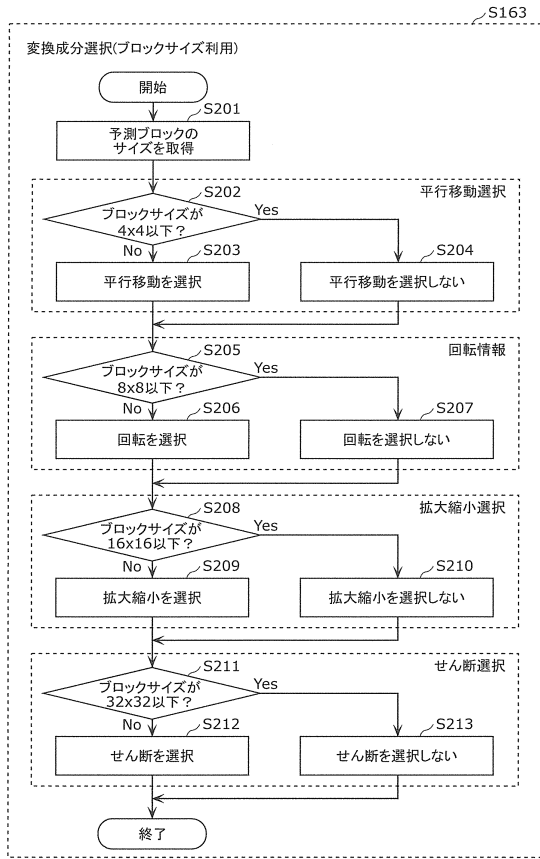 S163
変換成分選択(ブロックサイズ利用)
開始
S201
予測ブロックの
サイズを取得
平行移動選択
S202
ブロックサイズが
4x4以下？
Yes
No
S203
平行移動を選択
S204
平行移動を選択しない
回転情報
S205
ブロックサイズが
8x8以下？
Yes
No
S206
回転を選択
S207
回転を選択しない
拡大縮小選択
S208
ブロックサイズが
16x16以下？
Yes
No
S209
拡大縮小を選択
S210
拡大縮小を選択しない
せん断選択
S211
ブロックサイズが
32x32以下？
Yes
No
S212
せん断を選択
S213
せん断を選択しない
終了